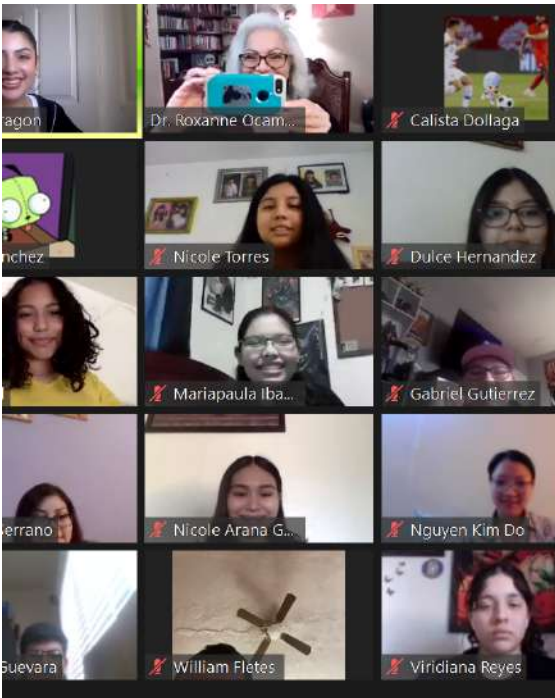 ragon
Dr. Roxanne Ocam...
Calista Dollaga
nchez
Nicole Torres
Dulce Hernandez
Mariapaula Iba...
Gabriel Gutierrez
Serrano
Nicole Arana G....
Nguyen Kim Do
Guevara
William Fletes
Viridiana Reyes